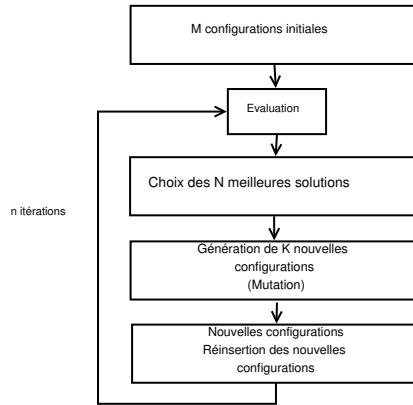 M configurations initiales
Evaluation
Choix des N meilleures solutions
n itérations
Génération de K nouvelles
configurations
(Mutation)
Nouvelles configurations
Réinsertion des nouvelles
configurations